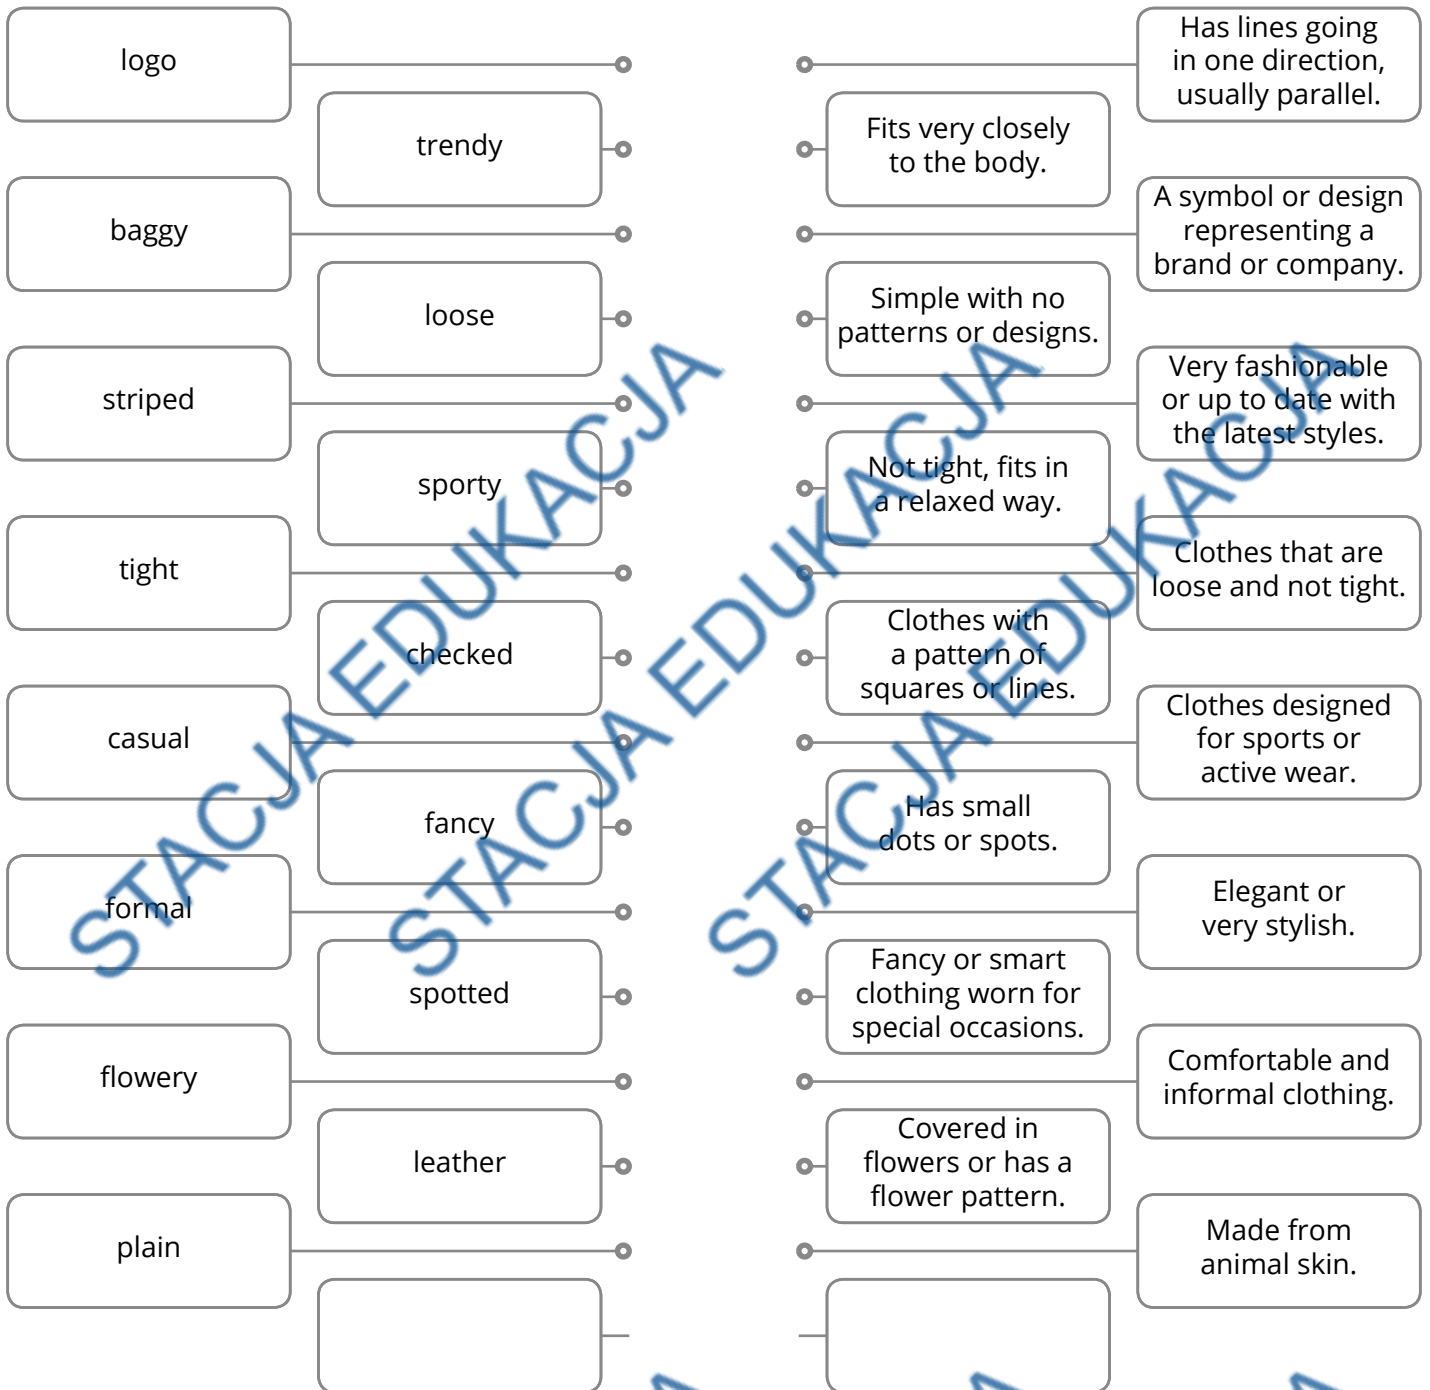 logo
trendy
baggy
loose
striped
sporty
tight
checked
casual
fancy
formal
spotted
flowery
leather
plain
Has lines going
in one direction,
usually parallel.
Fits very closely
to the body.
A symbol or design
representing a
brand or company.
Simple with no
patterns or designs.
Very fashionable
or up to date with
the latest styles.
Not tight, fits in
a relaxed way.
Clothes that are
loose and not tight.
Clothes with
a pattern of
squares or lines.
Clothes designed
for sports or
active wear.
Has small
dots or spots.
Elegant or
very stylish.
Fancy or smart
clothing worn for
special occasions.
Comfortable and
informal clothing.
Covered in
flowers or has a
flower pattern.
Made from
animal skin.
STACJA EDUKACJA
STACJA EDUKACJA
STACJA EDUKACJA